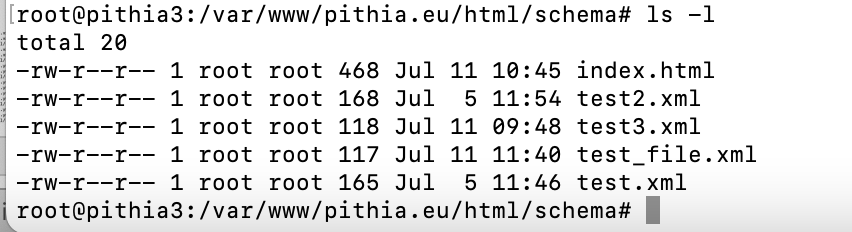 [root@pithia3:/var/www/pithia.eu/html/schema# ls -l
total 20
-rw-r--r-- 1 root root 468 Jul 11 10:45 index.html
-rw-r--r-- 1 root root 168 Jul  5 11:54 test2.xml
-rw-r--r-- 1 root root 118 Jul 11 09:48 test3.xml
-rw-r--r-- 1 root root 117 Jul 11 11:40 test_file.xml
-rw-r--r-- 1 root root 165 Jul  5 11:46 test.xml
root@pithia3:/var/www/pithia.eu/html/schema#